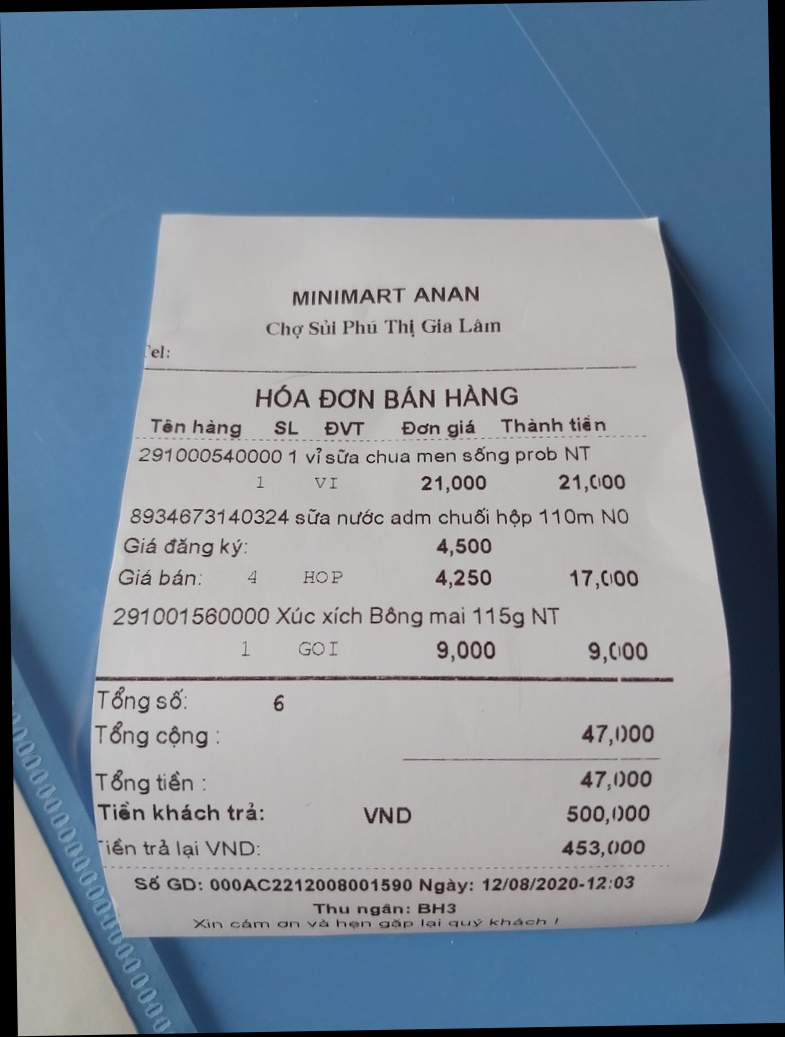 MINIMART ANAN
Chợ Sủi Phú Thị Gia Lâm
Tel:
HÓA ĐƠN BÁN HÀNG
Tên hàng SL ĐVT Đơn giá Thành tiền
291000540000 1 vỉ sữa chua men sống prob NT
1 VI 21,000 21,000
8934673140324 sữa nước adm chuối hộp 110m N0
Giá đăng ký: 4,500
Giá bán: 4 HOP 4,250 17,000
291001560000 Xúc xích Bông mai 115g NT
1 GOI 9,000 9,000
Tổng số: 6
Tổng cộng : 47,000
Tổng tiền : 47,000
Tiền khách trả: VND 500,000
Tiền trả lại VND: 453,000
Số GD: 000AC2212008001590 Ngày: 12/08/2020-12:03
Thu ngân: BH3
Xin cám ơn và hẹn gặp lại quý khách !